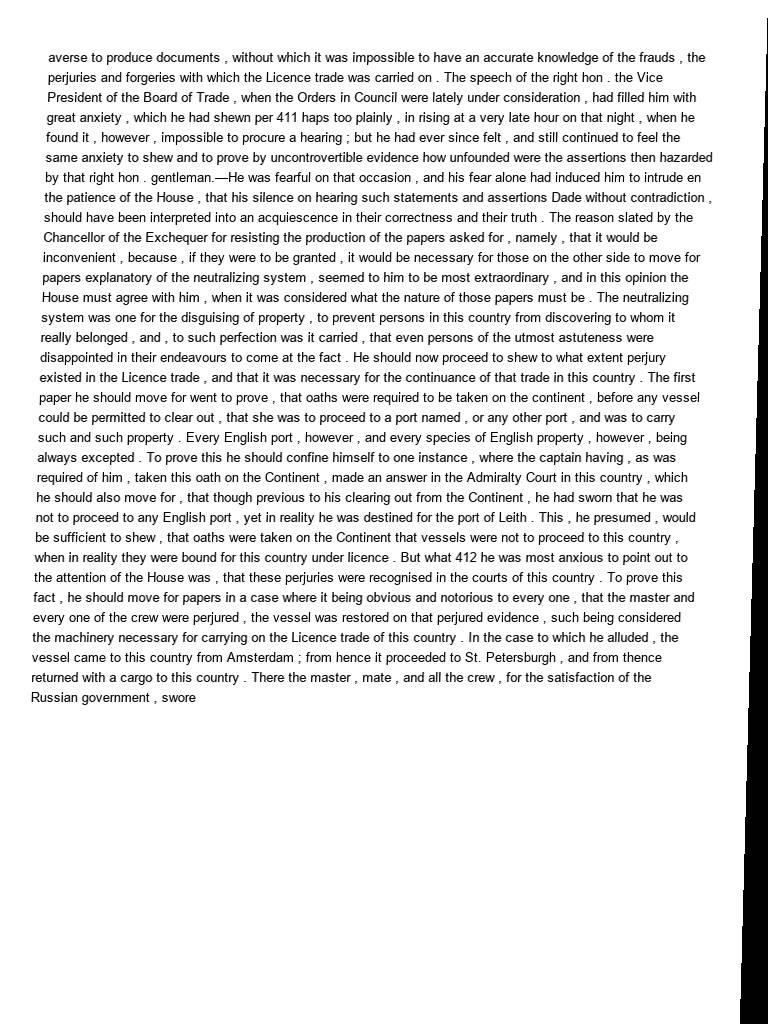 averse to produce documents , without which it was impossible to have an accurate knowledge of the frauds , the
perjuries and forgeries with which the Licence trade was carried on . The speech of the right hon . the Vice
President of the Board of Trade , when the Orders in Council were lately under consideration , had filled him with
great anxiety , which he had shewn per 411 haps too plainly , in rising at a very late hour on that night , when he
found it , however , impossible to procure a hearing ; but he had ever since felt , and still continued to feel the
same anxiety to shew and to prove by uncontrovertible evidence how unfounded were the assertions then hazarded
by that right hon . gentleman.—He was fearful on that occasion , and his fear alone had induced him to intrude en
the patience of the House , that his silence on hearing such statements and assertions Dade without contradiction ,
should have been interpreted into an acquiescence in their correctness and their truth . The reason slated by the
Chancellor of the Exchequer for resisting the production of the papers asked for , namely , that it would be
inconvenient , because , if they were to be granted , it would be necessary for those on the other side to move for
papers explanatory of the neutralizing system , seemed to him to be most extraordinary , and in this opinion the
House must agree with him , when it was considered what the nature of those papers must be . The neutralizing
system was one for the disguising of property , to prevent persons in this country from discovering to whom it
really belonged , and , to such perfection was it carried , that even persons of the utmost astuteness were
disappointed in their endeavours to come at the fact . He should now proceed to shew to what extent perjury
existed in the Licence trade , and that it was necessary for the continuance of that trade in this country . The first
paper he should move for went to prove , that oaths were required to be taken on the continent , before any vessel
could be permitted to clear out , that she was to proceed to a port named , or any other port , and was to carry
such and such property . Every English port , however , and every species of English property , however , being
always excepted . To prove this he should confine himself to one instance , where the captain having , as was
required of him , taken this oath on the Continent , made an answer in the Admiralty Court in this country , which
he should also move for , that though previous to his clearing out from the Continent , he had sworn that he was
not to proceed to any English port , yet in reality he was destined for the port of Leith . This , he presumed , would
be sufficient to shew , that oaths were taken on the Continent that vessels were not to proceed to this country ,
when in reality they were bound for this country under licence . But what 412 he was most anxious to point out to
the attention of the House was , that these perjuries were recognised in the courts of this country . To prove this
fact , he should move for papers in a case where it being obvious and notorious to every one , that the master and
every one of the crew were perjured , the vessel was restored on that perjured evidence , such being considered
the machinery necessary for carrying on the Licence trade of this country . In the case to which he alluded , the
vessel came to this country from Amsterdam ; from hence it proceeded to St. Petersburgh , and from thence
returned with a cargo to this country . There the master , mate , and all the crew , for the satisfaction of the
Russian government , swore